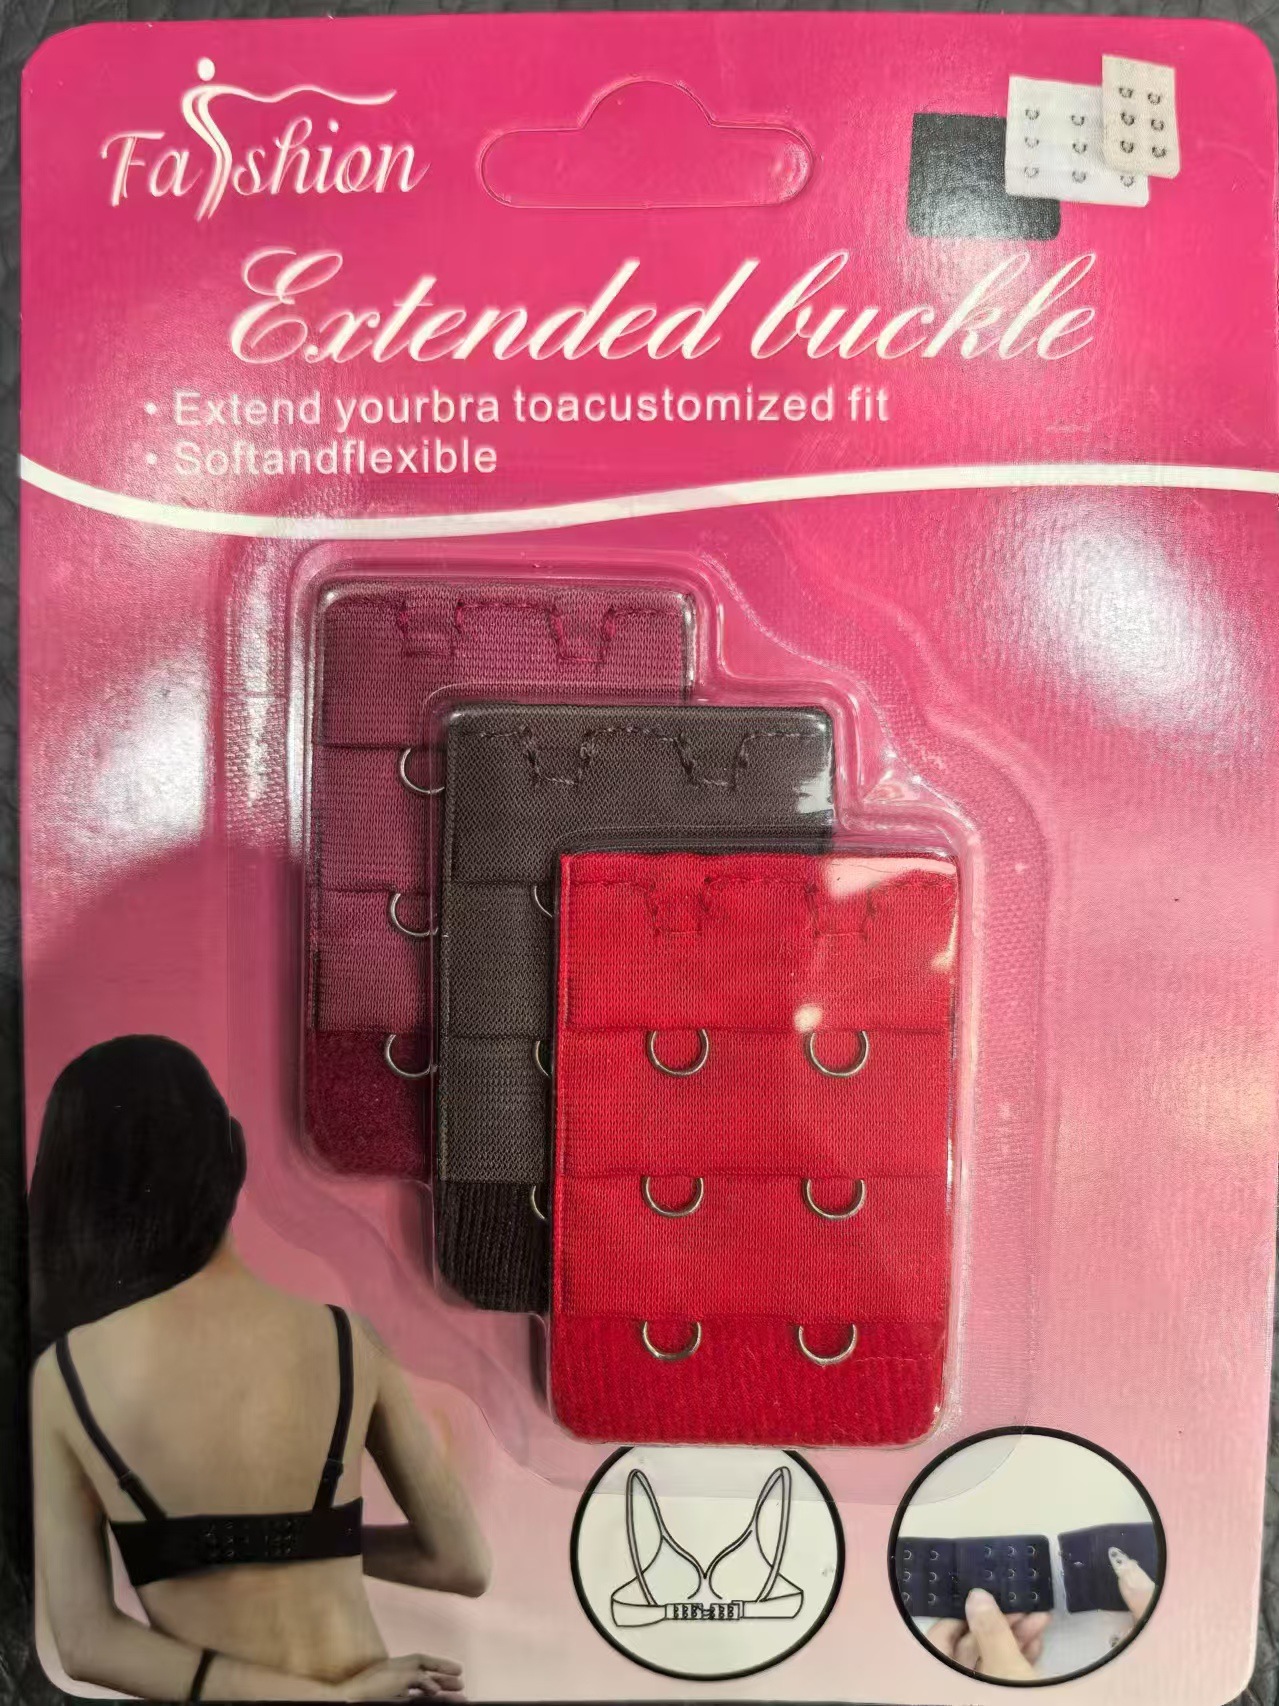 Fashion
Extended buckle
• Extend yourbra toacustomized fit
• Softandflexible